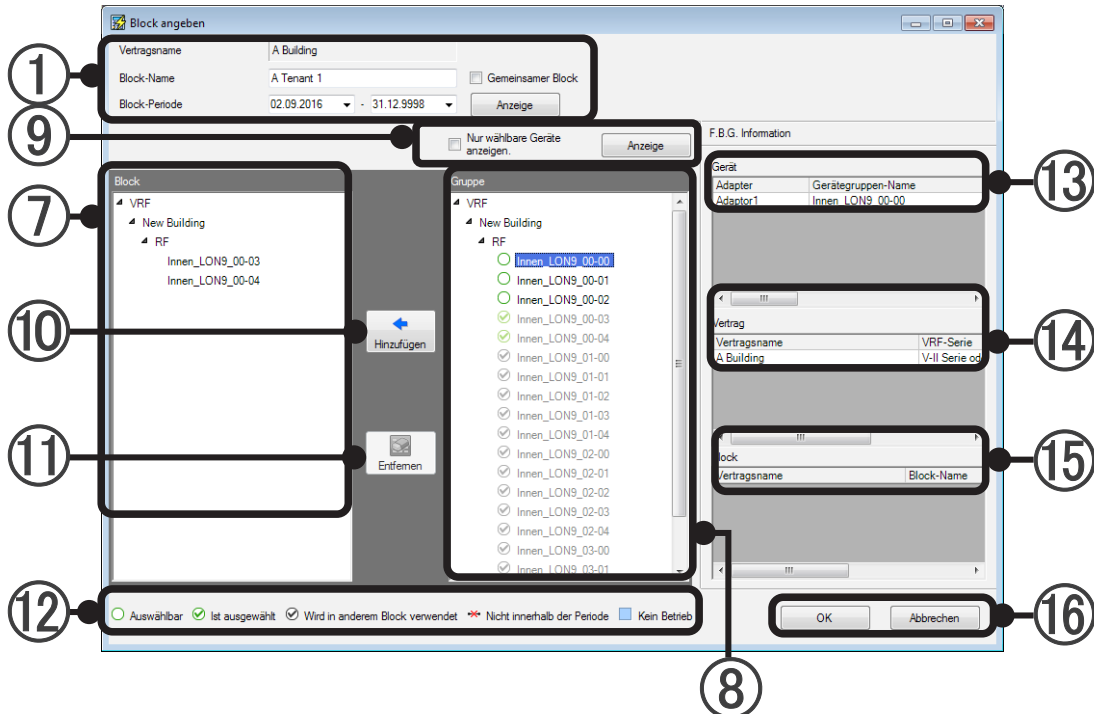 Block angeben
① Vertragsname A Building
Block-Name A Tenant 1 Gemeinsamer Block
Block-Periode 02.09.2016 - 31.12.9998 Anzeige
⑨ Nur wählbare Geräte
anzeigen. Anzeige
F.B.G. Information
⑦ Block
VRF
New Building
RF
Innen_LON9_00-03
Innen_LON9_00-04
⑩ Hinzufügen
⑪ Entfernen
Gruppe
VRF
New Building
RF
Innen_LON9_00-00
Innen_LON9_00-01
Innen_LON9_00-02
Innen_LON9_00-03
Innen_LON9_00-04
Innen_LON9_01-00
Innen_LON9_01-01
Innen_LON9_01-02
Innen_LON9_01-03
Innen_LON9_01-04
Innen_LON9_02-00
Innen_LON9_02-01
Innen_LON9_02-02
Innen_LON9_02-03
Innen_LON9_02-04
Innen_LON9_03-00
Innen_LON9_03-01
⑧
Gerät ⑬
Adapter Gerätegruppen-Name
Adaptor1 Innen_LON9_00-00
Vertrag ⑭
Vertragsname VRF-Serie
A Building V-II Serie od
lock ⑮
Vertragsname Block-Name
⑫ Auswählbar Ist ausgewählt Wird in anderem Block verwendet Nicht innerhalb der Periode Kein Betrieb
OK Abbrechen ⑯